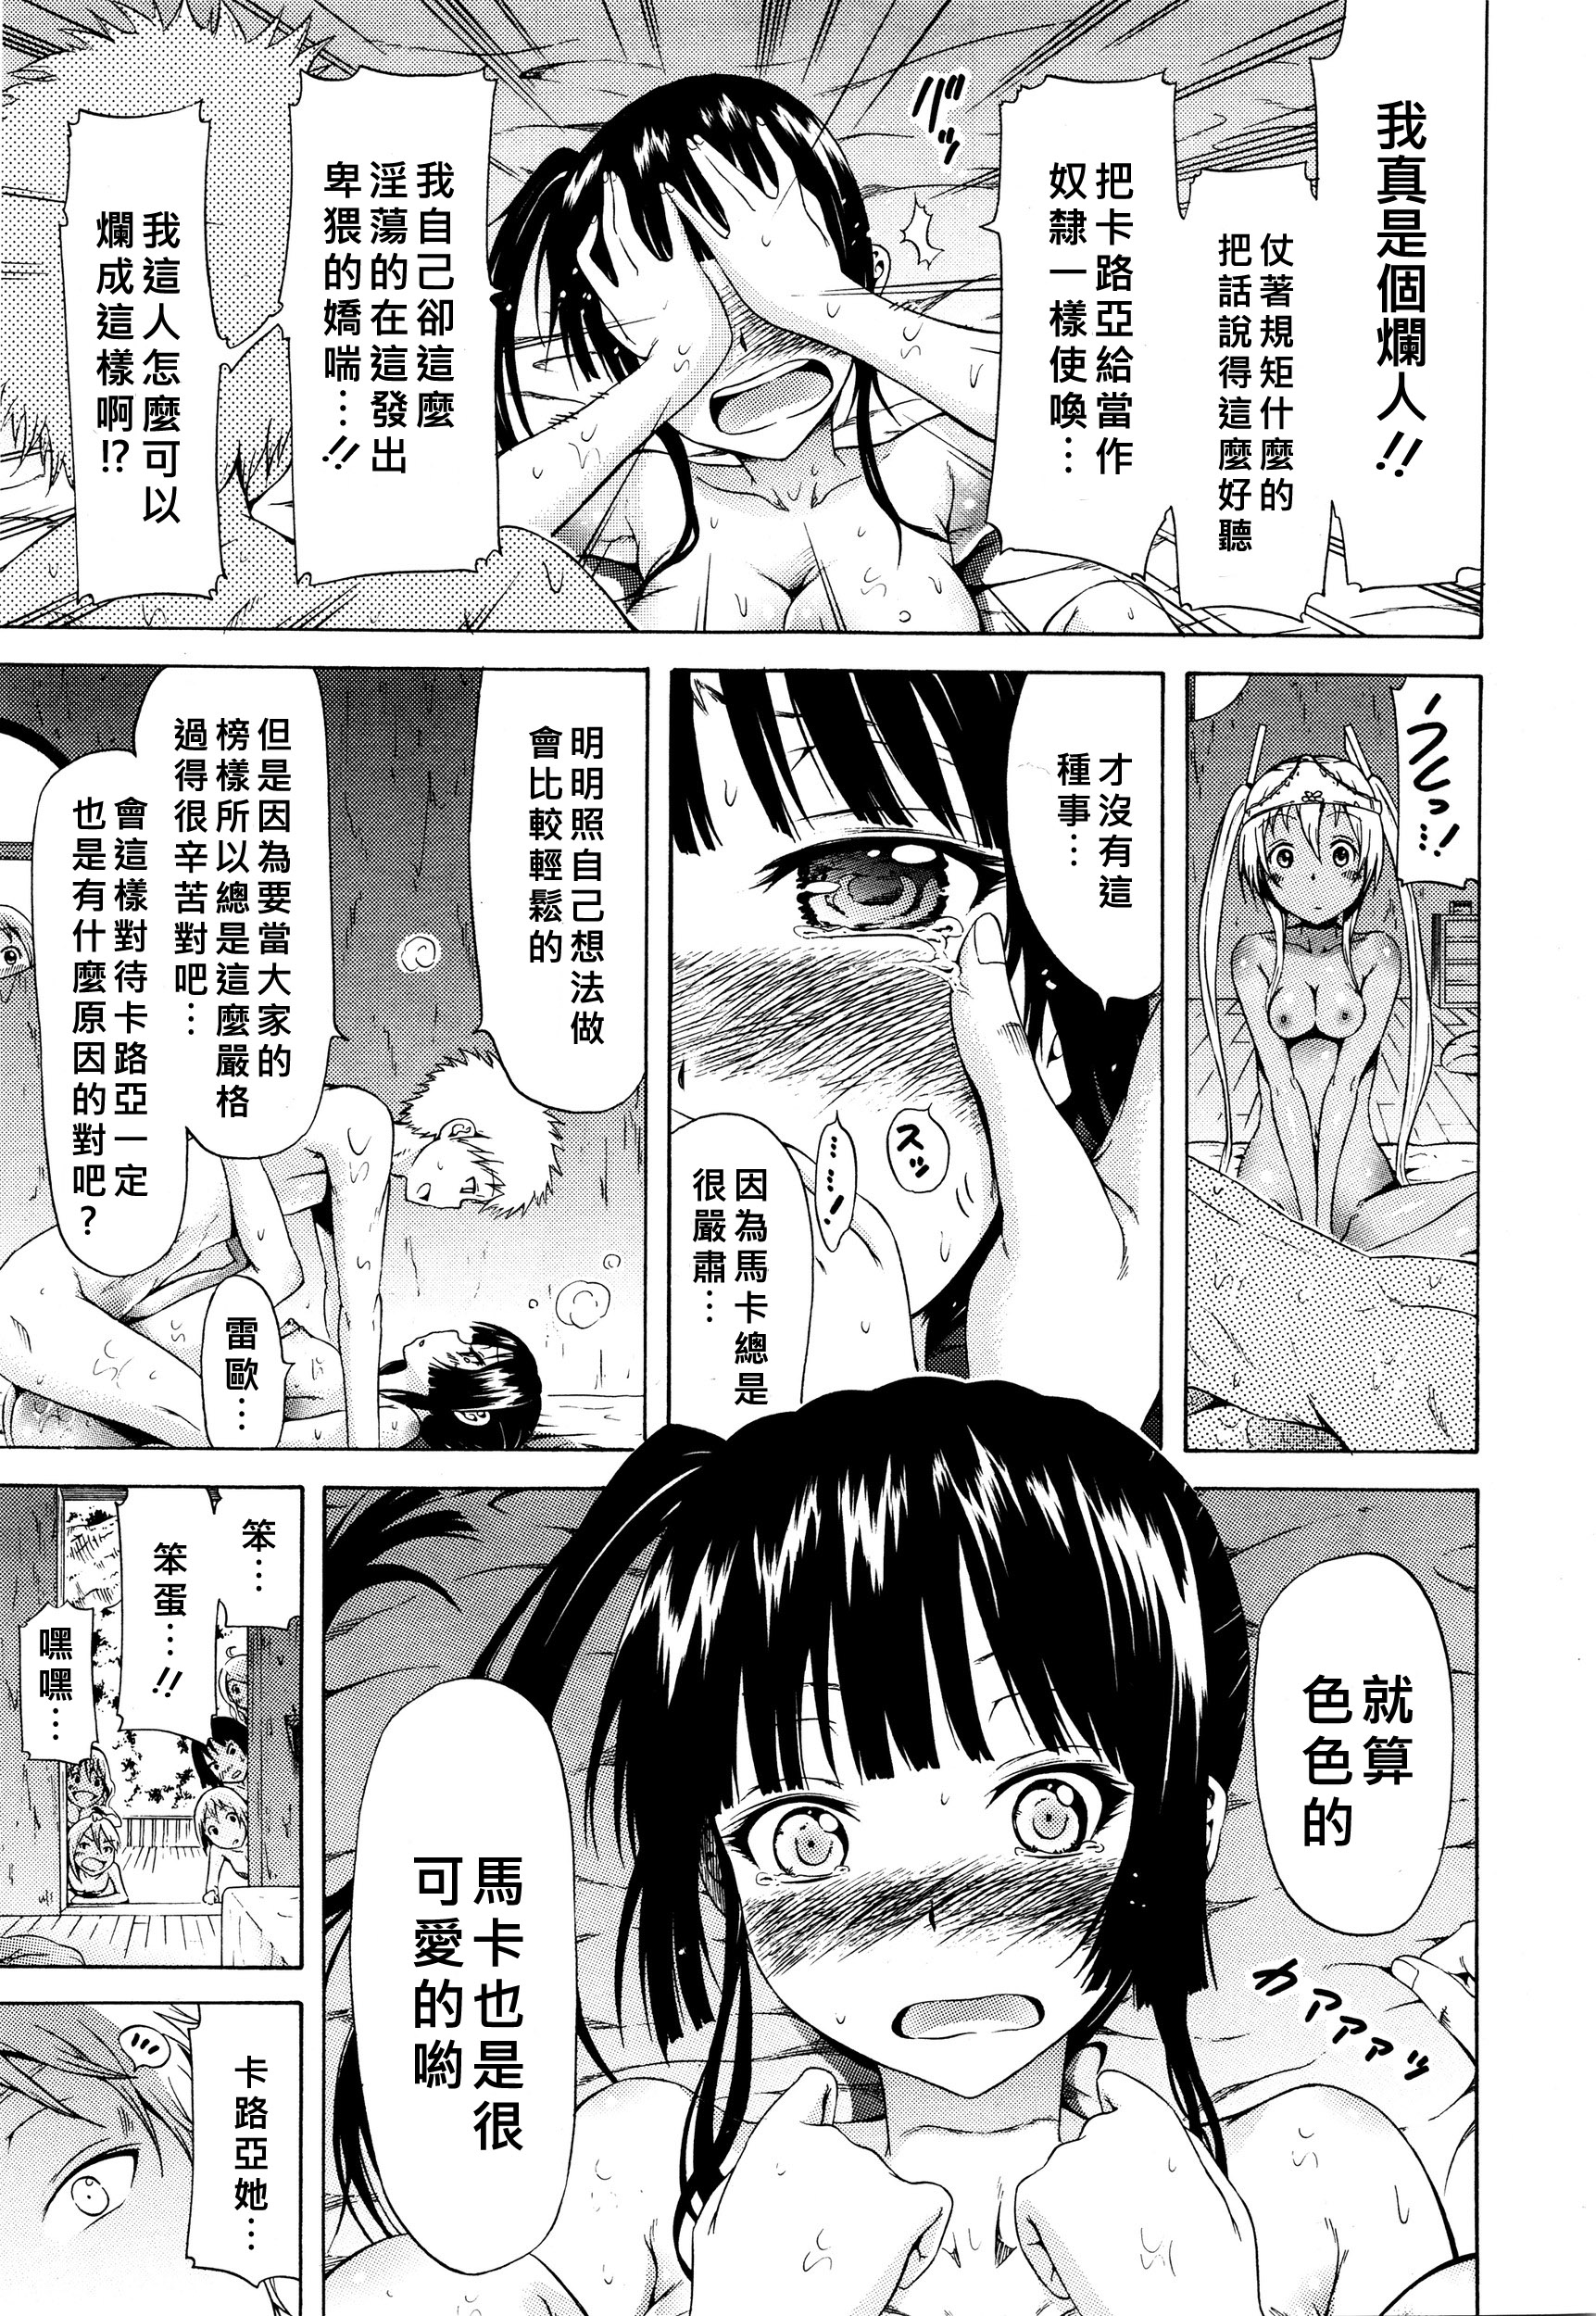 我真是個爛人!!
仗著規矩什麼的
把話說得這麼好聽
把卡路亞給當作
奴隸一樣使喚…
バッ
我自己卻這麼
淫蕩的在這發出
卑猥的嬌喘…!!
我這人怎麼可以
爛成這樣啊!?
うひっ…!
才沒有這
種事…
スッ
……!
因為馬卡總是
很嚴肅…
明明照自己想法做
會比較輕鬆的
但是因為要當大家的
榜樣所以總是這麼嚴格
過得很辛苦對吧…
會這樣對待卡路亞一定
也是有什麼原因的對吧?
雷歐…
就算
色色的
カァァァッ
馬卡也是很
可愛的喲
笨…
笨蛋…!!
嘿嘿…
卡路亞她…